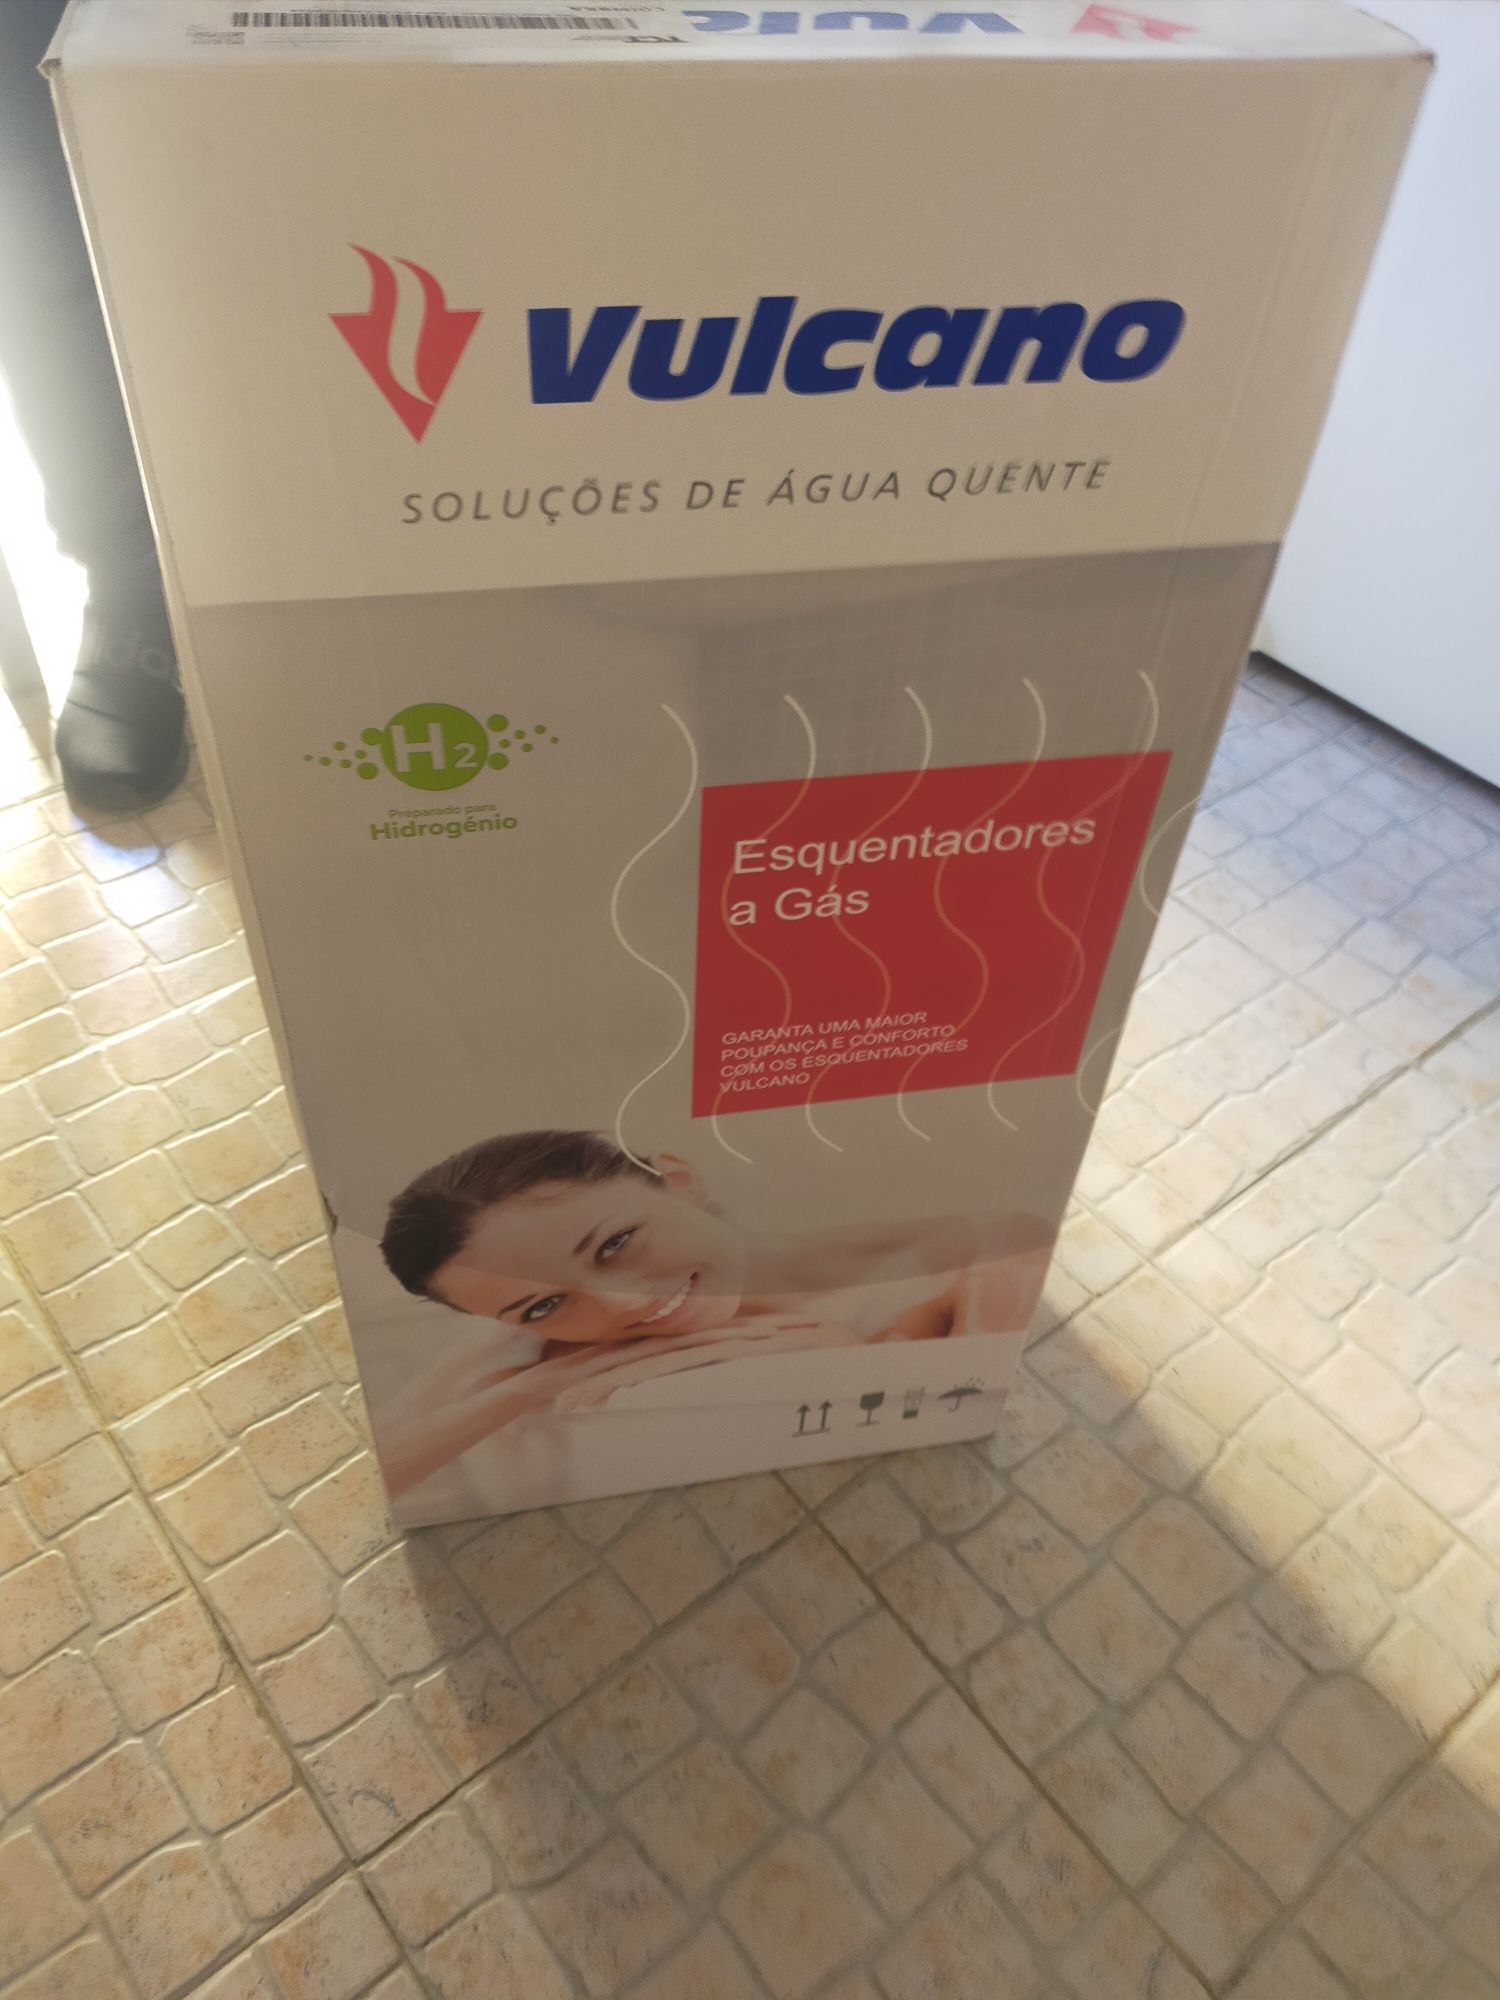 Vulcano
SOLUÇÕES DE ÁGUA QUENTE
H2
Preparado para
Hidrogénio
Esquentadores
a Gás
GARANTA UMA MAIOR
POUPANÇA E CONFORTO
COM OS ESQUENTADORES
VULCANO